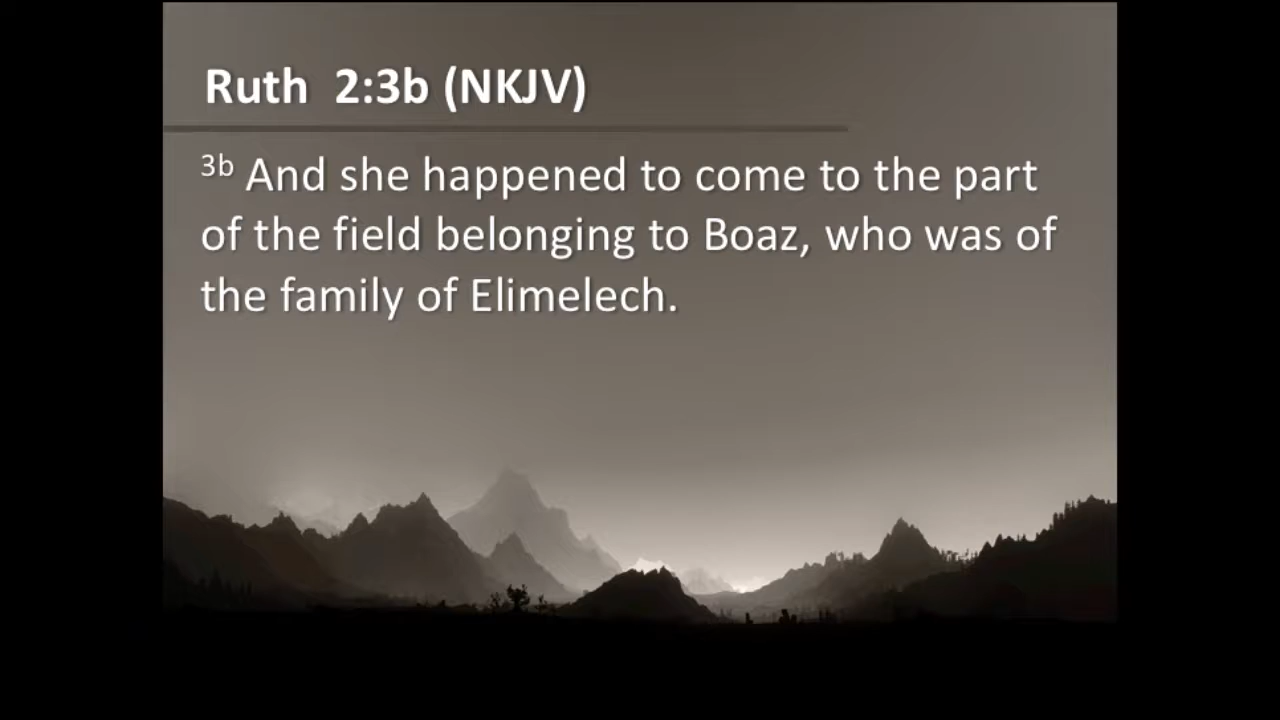 Ruth  2:3b (NKJV)
3b And she happened to come to the part
of the field belonging to Boaz, who was of
the family of Elimelech.